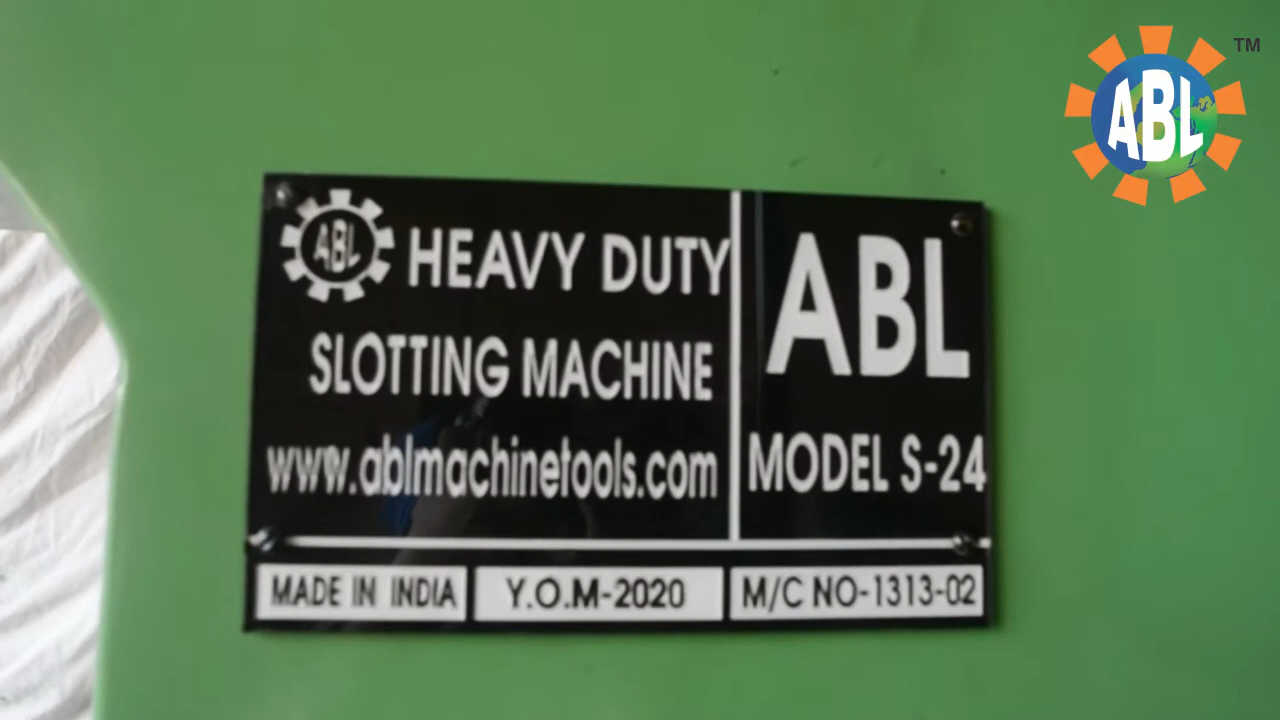 ABL TM
ABL
HEAVY DUTY
SLOTTING MACHINE
www.ablmachinetools.com
ABL
MODEL S-24
MADE IN INDIA
Y.O.M-2020
M/C NO-1313-02